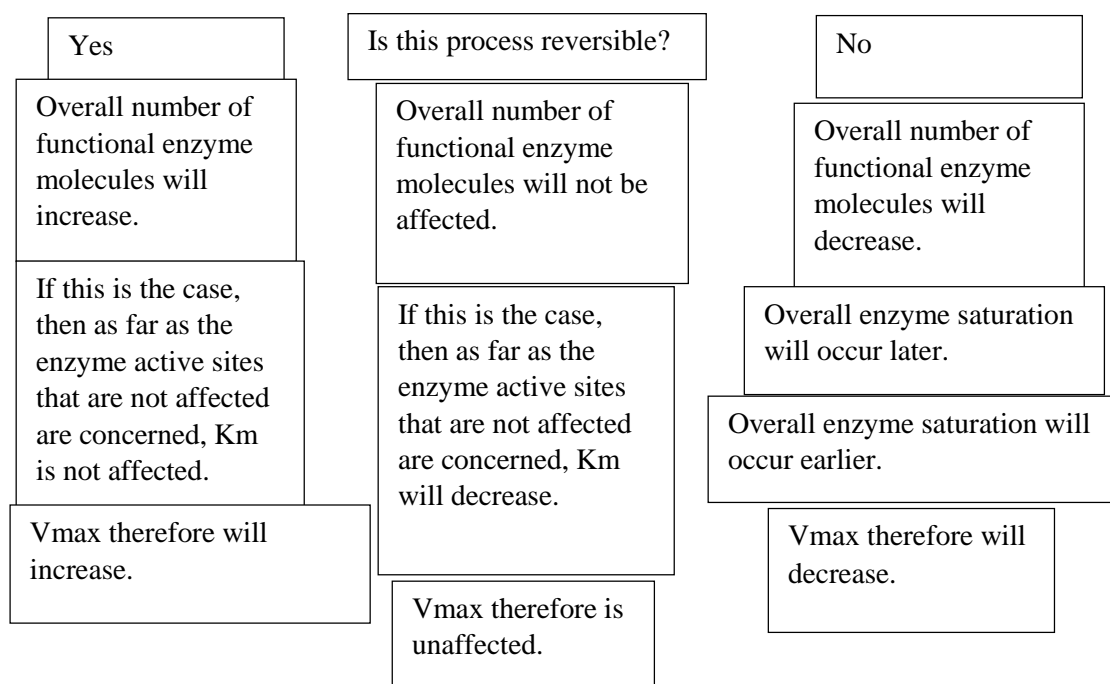 Yes
Is this process reversible?
No
Overall number of
functional enzyme
molecules will
increase.
Overall number of
functional enzyme
molecules will not be
affected.
Overall number of
functional enzyme
molecules will
decrease.
If this is the case,
then as far as the
enzyme active sites
that are not affected
are concerned, Km
is not affected.
If this is the case,
then as far as the
enzyme active sites
that are not affected
are concerned, Km
will decrease.
Overall enzyme saturation
will occur later.
Overall enzyme saturation will
occur earlier.
Vmax therefore will
increase.
Vmax therefore is
unaffected.
Vmax therefore will
decrease.